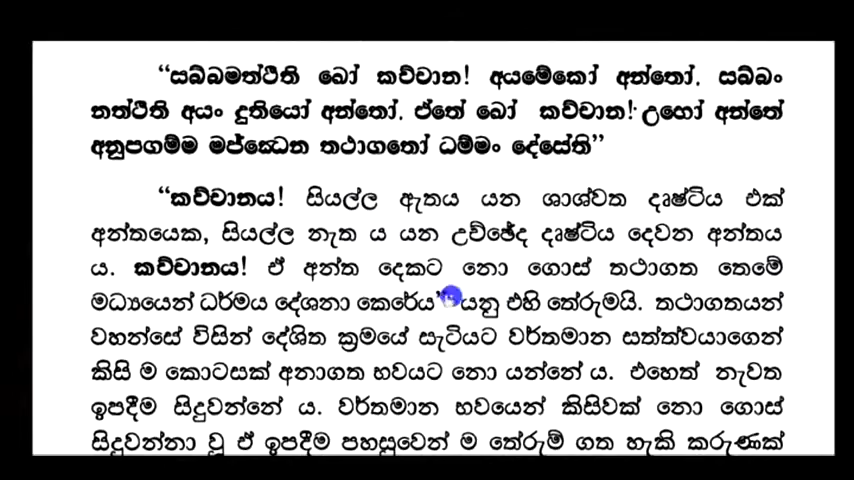 “සබ්බමත්ථීති ඛෝ කච්චාන! අයමේකෝ අන්තෝ. සබ්බං
නත්ථීති අයං දුතියෝ අන්තෝ. ඒතේ ඛෝ කච්චාන! උභෝ අන්තේ
අනුපගම්ම මජ්ඣෙන තථාගතෝ ධම්මං දේසේති”
“කච්චානය! සියල්ල ඇතය යන ශාශ්වත දෘෂ්ටිය එක්
අන්තයෙක, සියල්ල නැත ය යන උච්ඡේද දෘෂ්ටිය දෙවන අන්තය
ය. කච්චානය! ඒ අන්ත දෙකට නො ගොස් තථාගත තෙමේ
මධ්‍යයෙන් ධර්මය දේශනා කෙරේය” යනු එහි තේරුමයි. තථාගතයන්
වහන්සේ විසින් දේශිත ක්‍රමයේ සැටියට වර්තමාන සත්ත්වයාගෙන්
කිසි ම කොටසක් අනාගත භවයට නො යන්නේ ය. එහෙත් නැවත
ඉපදීම සිදුවන්නේ ය. වර්තමාන භවයෙන් කිසිවක් නො ගොස්
සිදුවන්නා වූ ඒ ඉපදීම පහසුවෙන් ම තේරුම් ගත හැකි කරුණක්